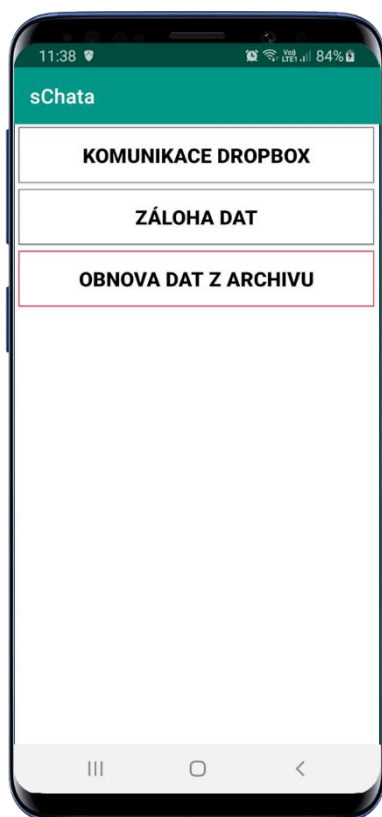 11:38 84%
sChata
KOMUNIKACE DROPBOX
ZÁLOHA DAT
OBNOVA DAT Z ARCHIVU